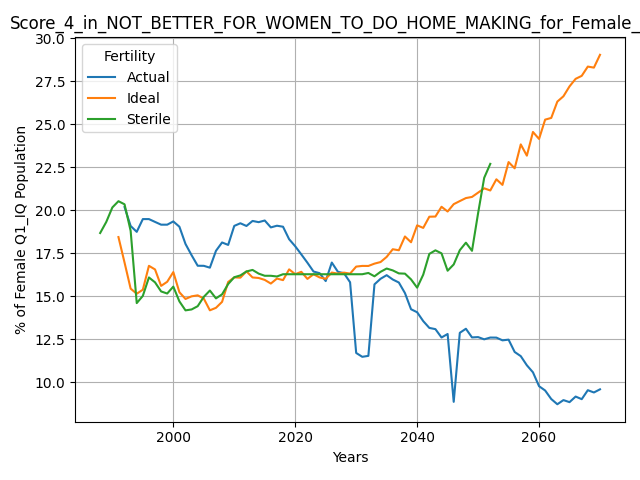 Score_4_in_NOT_BETTER_FOR_WOMEN_TO_DO_HOME_MAKING_for_Female_
% of Female Q1_IQ Population
30.0
27.5
25.0
22.5
20.0
17.5
15.0
12.5
10.0
Fertility
Actual
Ideal
Sterile
2000
2020
2040
2060
Years